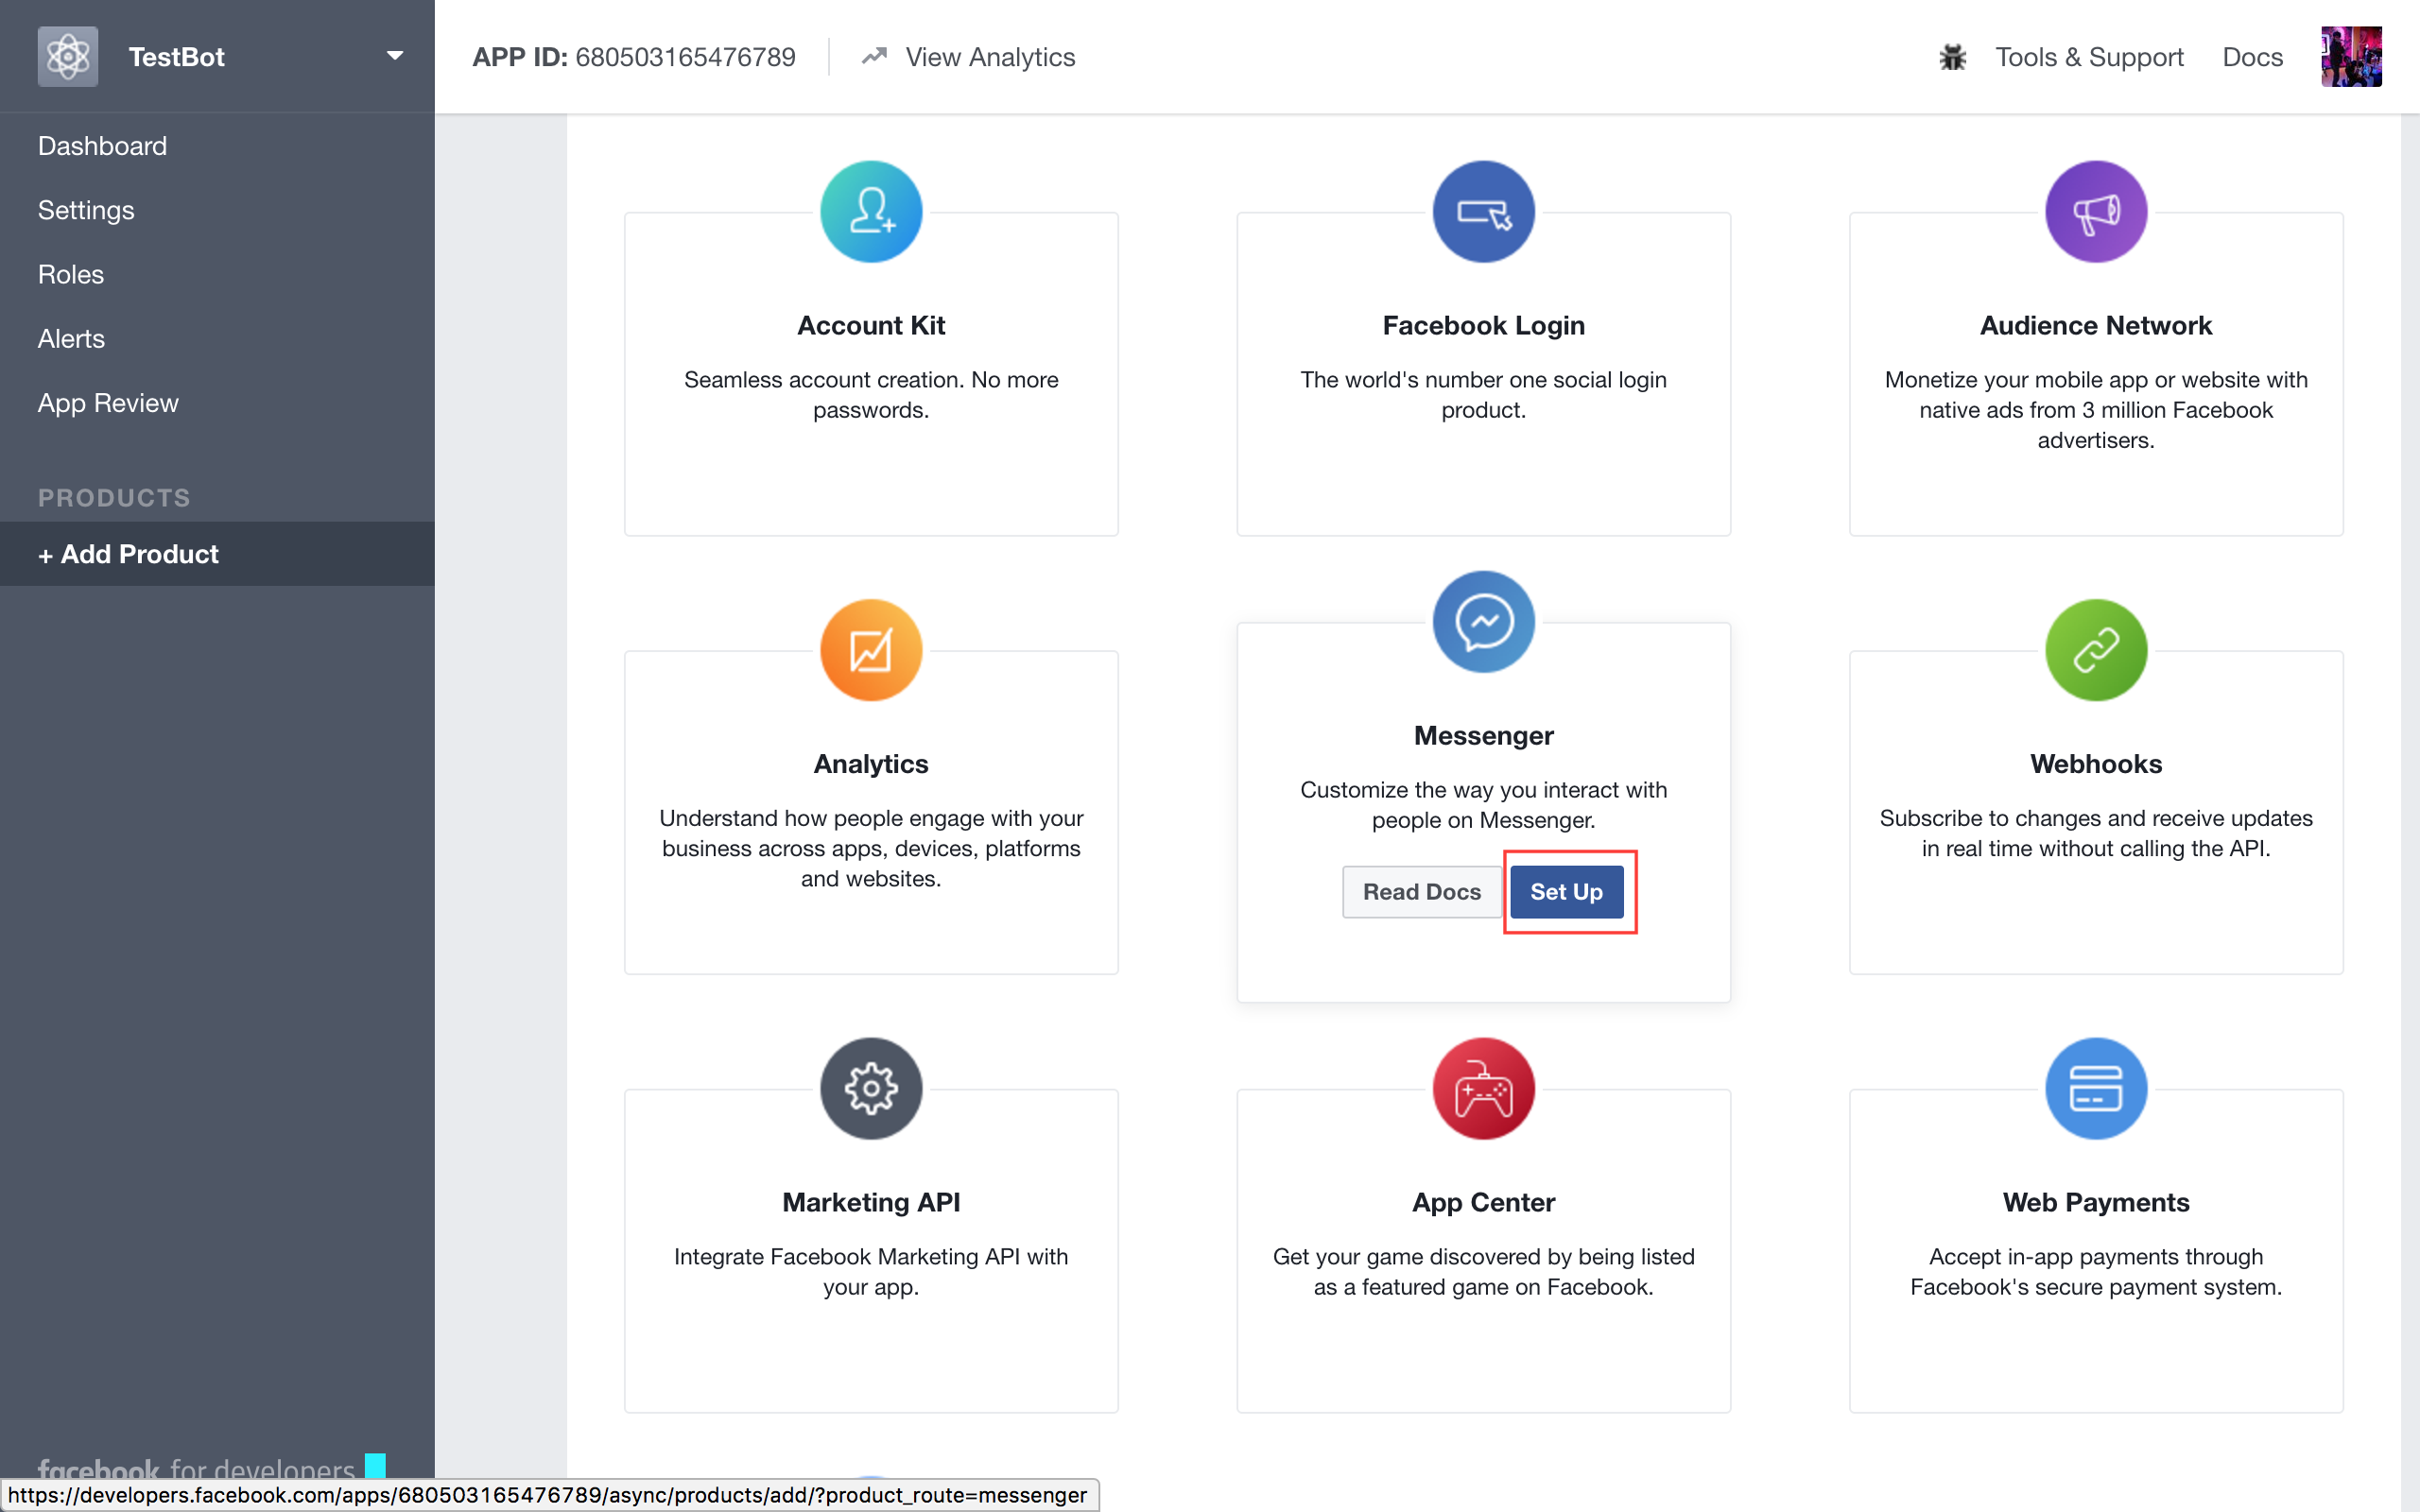 TestBot
APP ID: 680503165476789
View Analytics
Tools & Support
Docs
Dashboard
Settings
Roles
Alerts
App Review
PRODUCTS
+ Add Product
Account Kit
Seamless account creation. No more
passwords.
Facebook Login
The world's number one social login
product.
Audience Network
Monetize your mobile app or website with
native ads from 3 million Facebook
advertisers.
Analytics
Understand how people engage with your
business across apps, devices, platforms
and websites.
Messenger
Customize the way you interact with
people on Messenger.
Read Docs
Set Up
Webhooks
Subscribe to changes and receive updates
in real time without calling the API.
Marketing API
Integrate Facebook Marketing API with
your app.
App Center
Get your game discovered by being listed
as a featured game on Facebook.
Web Payments
Accept in-app payments through
Facebook's secure payment system.
facebook for developers
https://developers.facebook.com/apps/680503165476789/async/products/add/?product_route=messenger